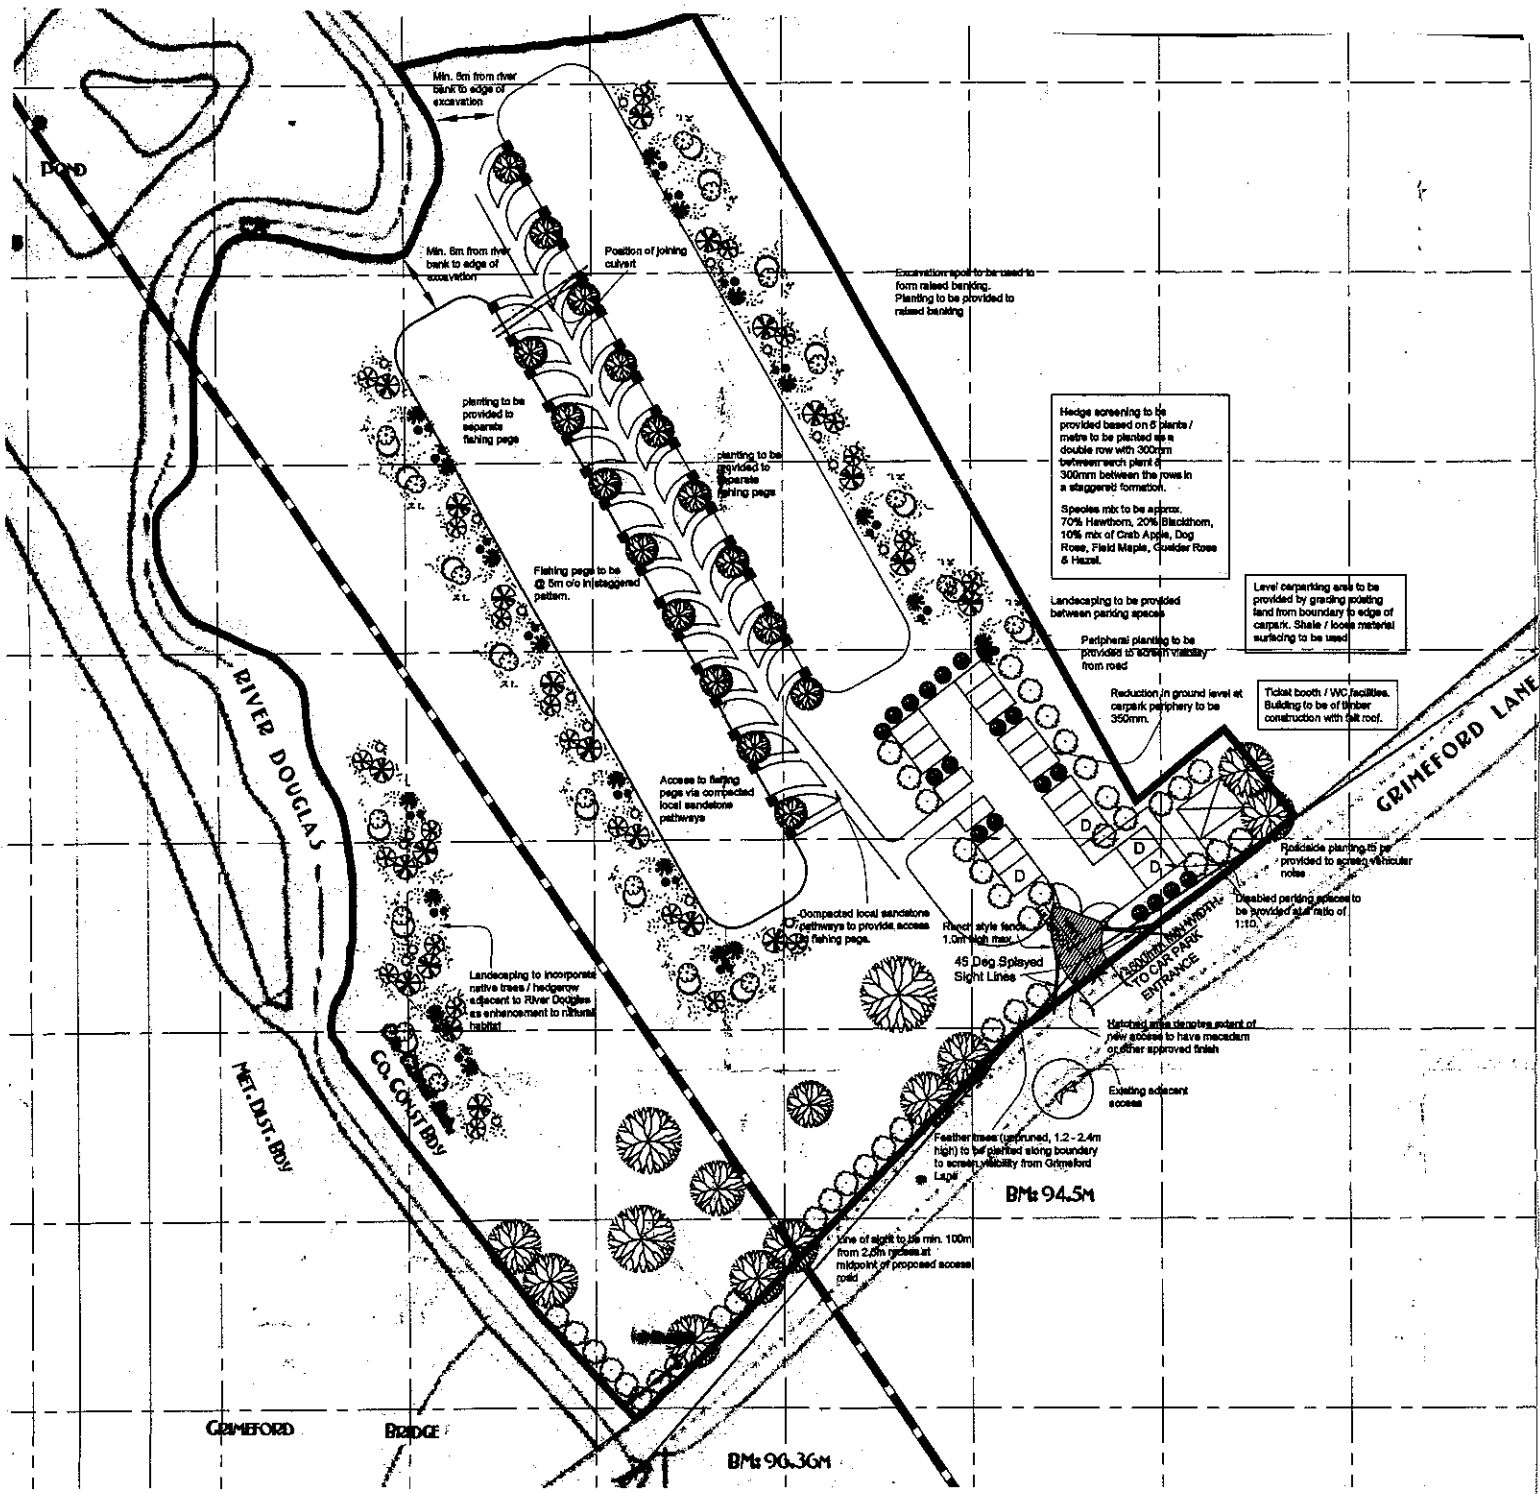 Min. 8m from river
bank to edge of
excavation
POND
Min. 8m from river
bank to edge of
excavation
Position of joining
culvert
Excavation spoil to be used to
form raised banking.
Planting to be provided to
raised banking
planting to be
provided to
separate
fishing pegs
planting to be
provided to
separate
fishing pegs
Hedge screening to be
provided based on 6 plants /
metre to be planted as a
double row with 300mm
between each plant &
300mm between the rows in
a staggered formation.
Species mix to be approx.
70% Hawthorn, 20% Blackthorn,
10% mix of Crab Apple, Dog
Rose, Field Maple, Guelder Rose
& Hazel.
Fishing pegs to be
@ 5m c/c in staggered
pattern.
Level carparking area to be
provided by grading existing
land from boundary to edge of
carpark. Shale / loose material
surfacing to be used
Landscaping to be provided
between parking spaces
Peripheral planting to be
provided to screen visibility
from road
Reduction in ground level at
carpark periphery to be
350mm.
Ticket booth / WC facilities.
Building to be of timber
construction with felt roof.
GRIMEFORD LANE
RIVER DOUGLAS
Access to fishing
pegs via compacted
local sandstone
pathways
D
D
D
D
Roadside planting to be
provided to screen vehicular
noise
Disabled parking spaces to
be provided at a ratio of
1:10.
Compacted local sandstone
pathways to provide access
to fishing pegs.
Ranch style fence
1.0m high max
45 Deg Splayed
Sight Lines
MIN WIDTH
TO CAR PARK
ENTRANCE
Landscaping to incorporate
native trees / hedgerow
adjacent to River Douglas
as enhancement to natural
habitat
Hatched area denotes extent of
new access to have macadam
or other approved finish
Existing adjacent
access
MET. DIST. BDY
CO. CONST BDY
Feather trees (unpruned, 1.2 - 2.4m
high) to be planted along boundary
to screen visibility from Grimeford
Lane
BM: 94.5M
Line of sight to be min. 100m
from 2.5m recess at
midpoint of proposed access
road
GRIMEFORD BRIDGE
BM: 90.36M